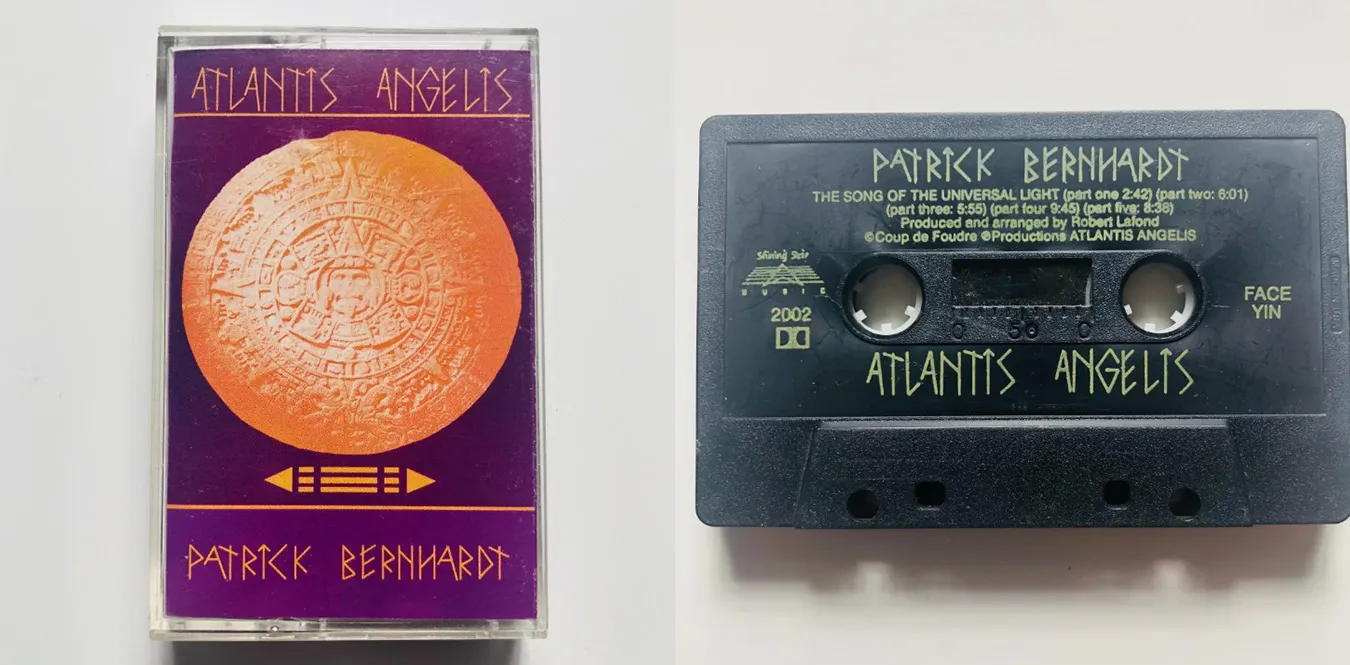 ATLANTIS ANGELIS
PATRICK BERNHARDT
PATRICK BERNHARDT
THE SONG OF THE UNIVERSAL LIGHT (part one 2:42) (part two: 6:01)
(part three: 5:55) (part four 9:45) (part five: 8:38)
Produced and arranged by Robert Lafond
©Coup de Foudre ℗Productions ATLANTIS ANGELIS
Shining Star
MUSIC
2002
FACE
YIN
0 50 0
ATLANTIS ANGELIS